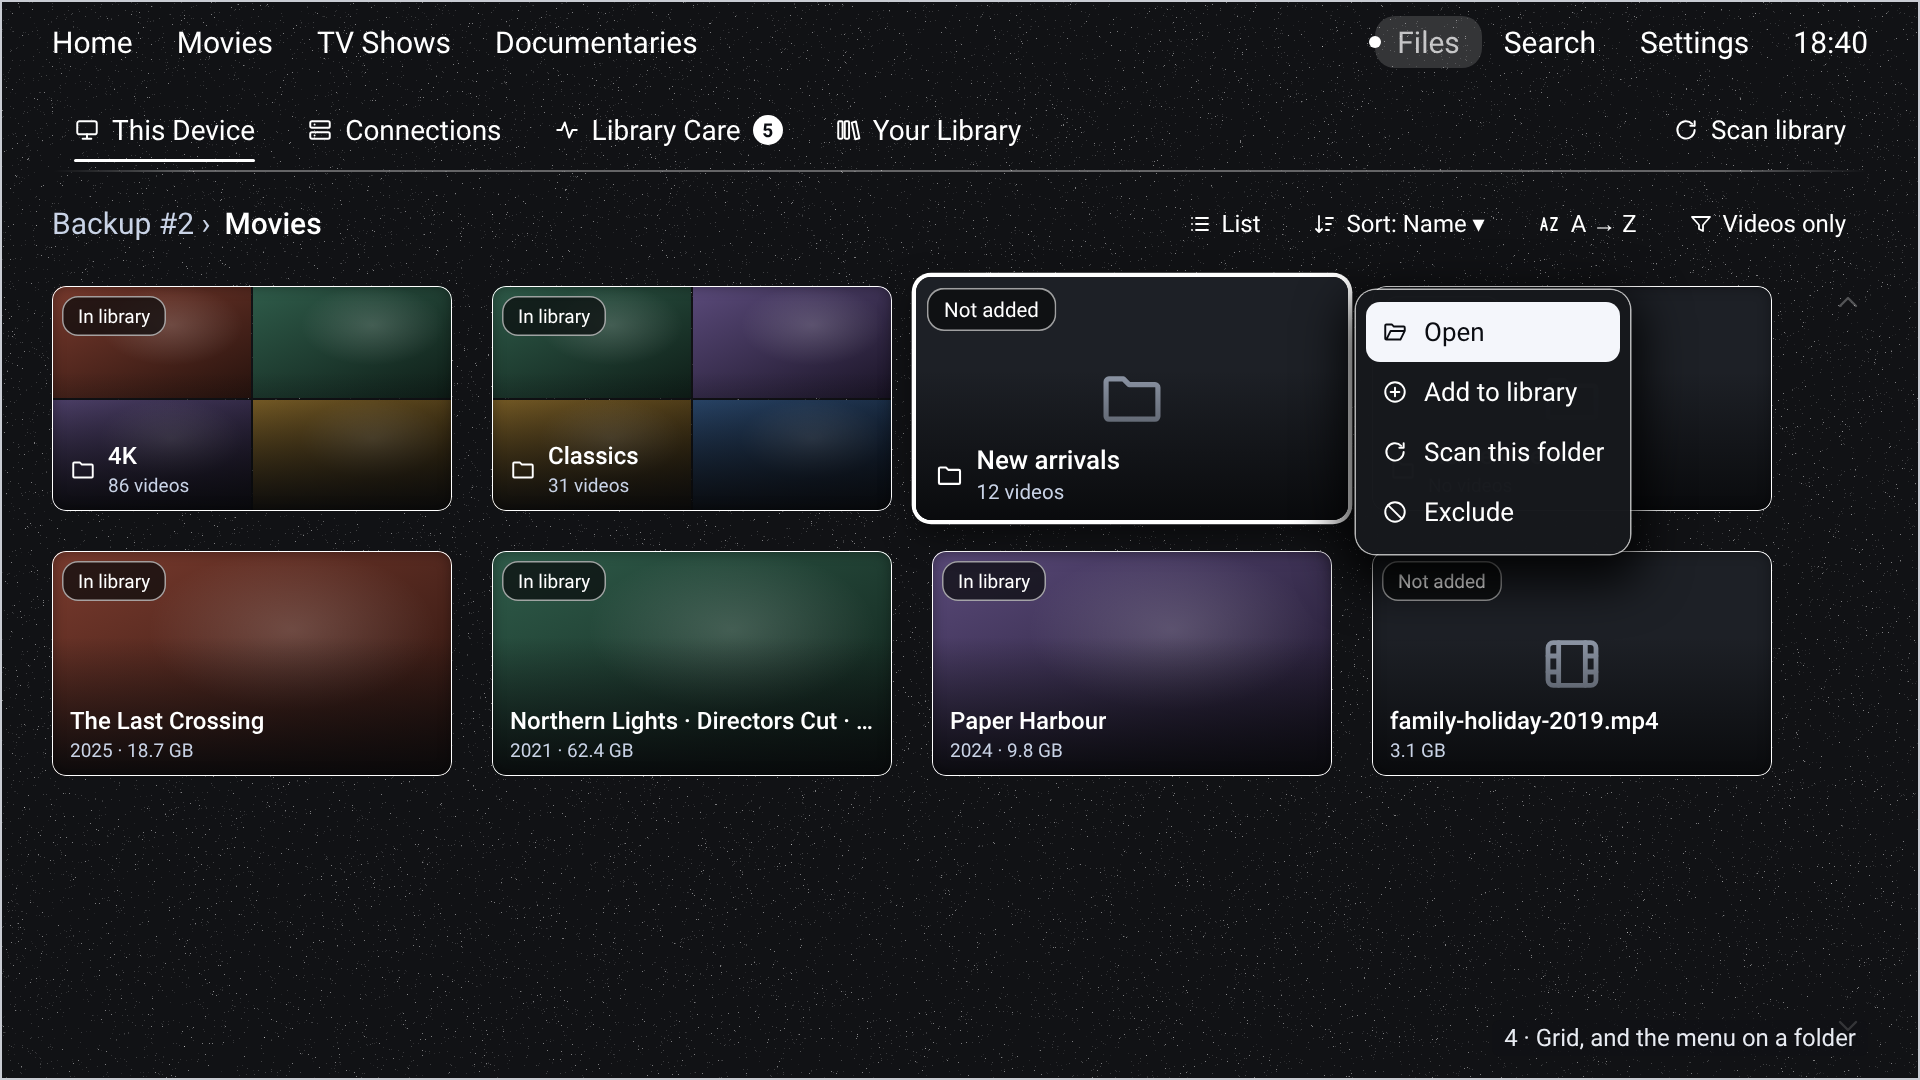 Home Movies TV Shows Documentaries Files Search Settings 18:40
This Device Connections Library Care 5 Your Library Scan library
Backup #2 › Movies List Sort: Name ▾ AZ A → Z Videos only
In library
4K
86 videos
In library
Classics
31 videos
Not added
New arrivals
12 videos
Open
Add to library
Scan this folder
Exclude
In library
The Last Crossing
2025 · 18.7 GB
In library
Northern Lights · Directors Cut · …
2021 · 62.4 GB
In library
Paper Harbour
2024 · 9.8 GB
Not added
family-holiday-2019.mp4
3.1 GB
4 · Grid, and the menu on a folder